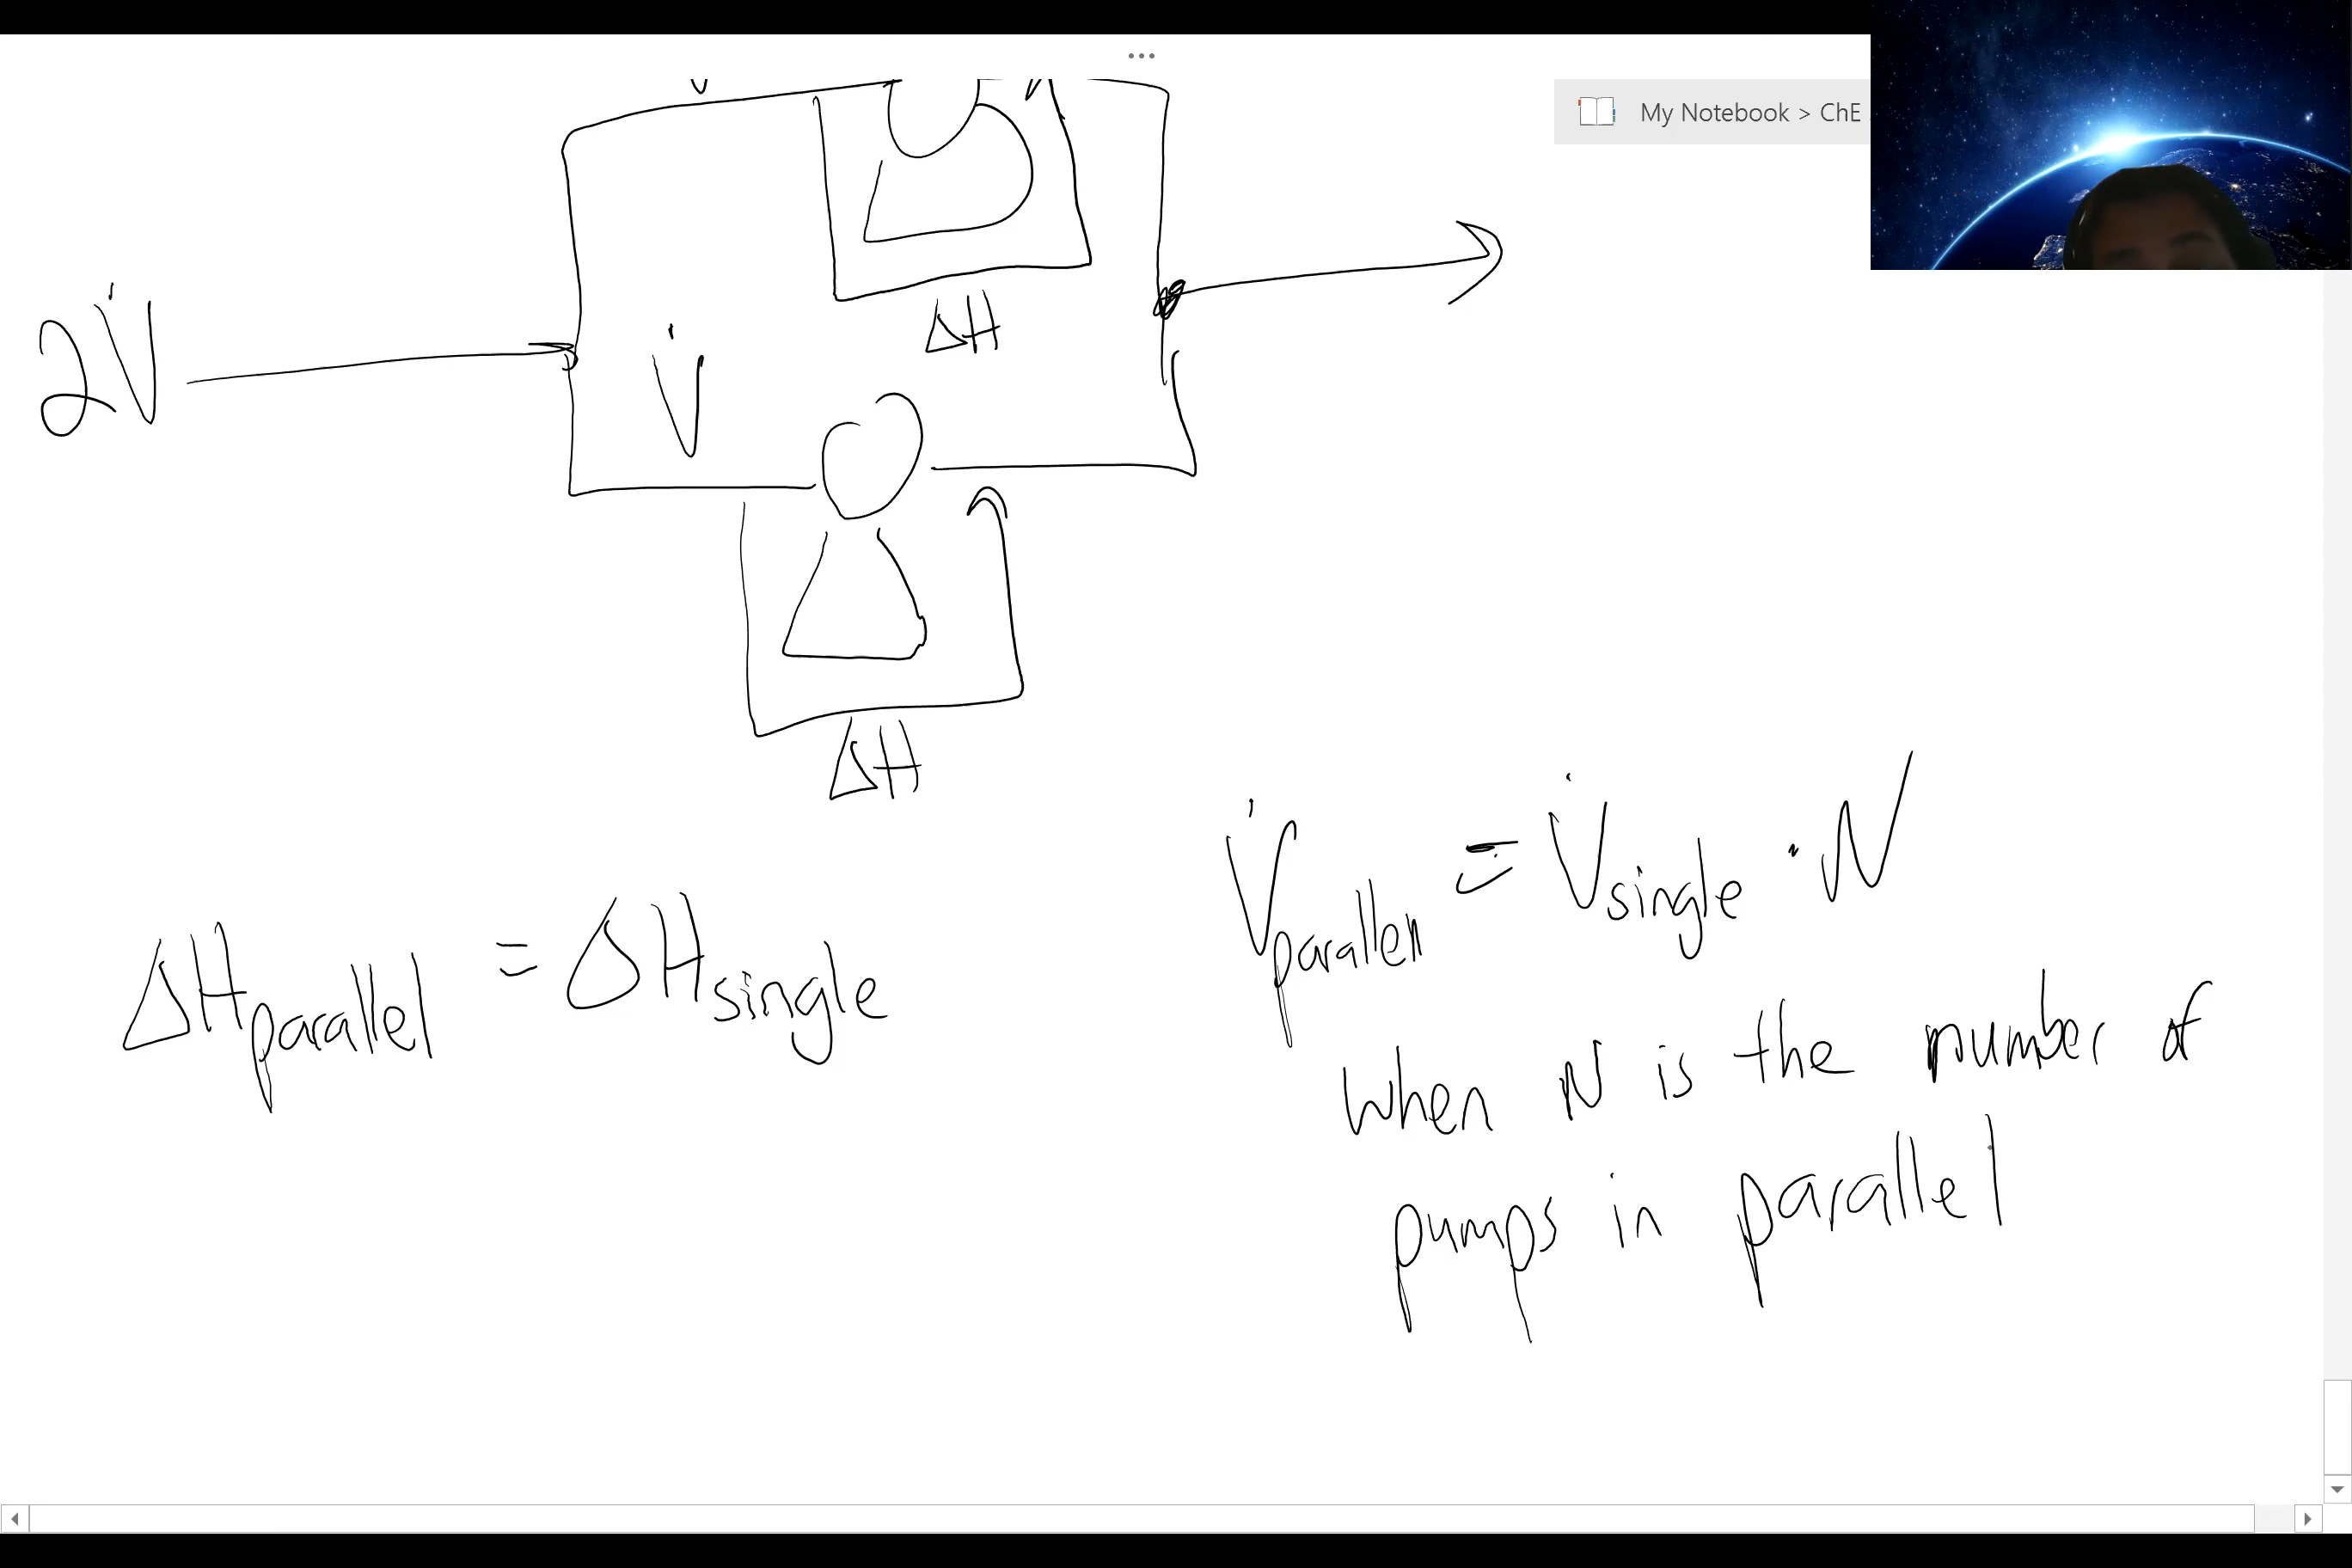 My Notebook > ChE
ΔH
2V̇
V̇
ΔH
V̇parallel = V̇single · N
ΔHparallel = ΔHsingle
when N is the number of
pumps in parallel